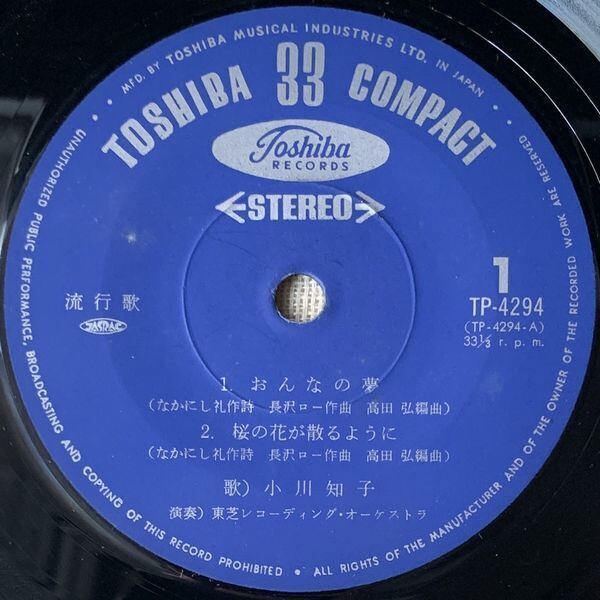 MFD. BY TOSHIBA MUSICAL INDUSTRIES LTD. IN JAPAN
TOSHIBA 33 COMPACT
Toshiba
RECORDS
STEREO
1
TP-4294
(TP-4294-A)
33⅓ r. p. m.
流行歌
JASRAC
1. おんなの夢
(なかにし礼作詩 長沢ロー作曲 高田 弘編曲)
2. 桜の花が散るように
(なかにし礼作詩 長沢ロー作曲 高田 弘編曲)
歌) 小川知子
演奏) 東芝レコーディング・オーケストラ
UNAUTHORIZED PUBLIC PERFORMANCE, BROADCASTING AND COPYING OF THIS RECORD PROHIBITED • ALL RIGHTS OF THE MANUFACTURER AND OF THE OWNER OF THE RECORDED WORK ARE RESERVED